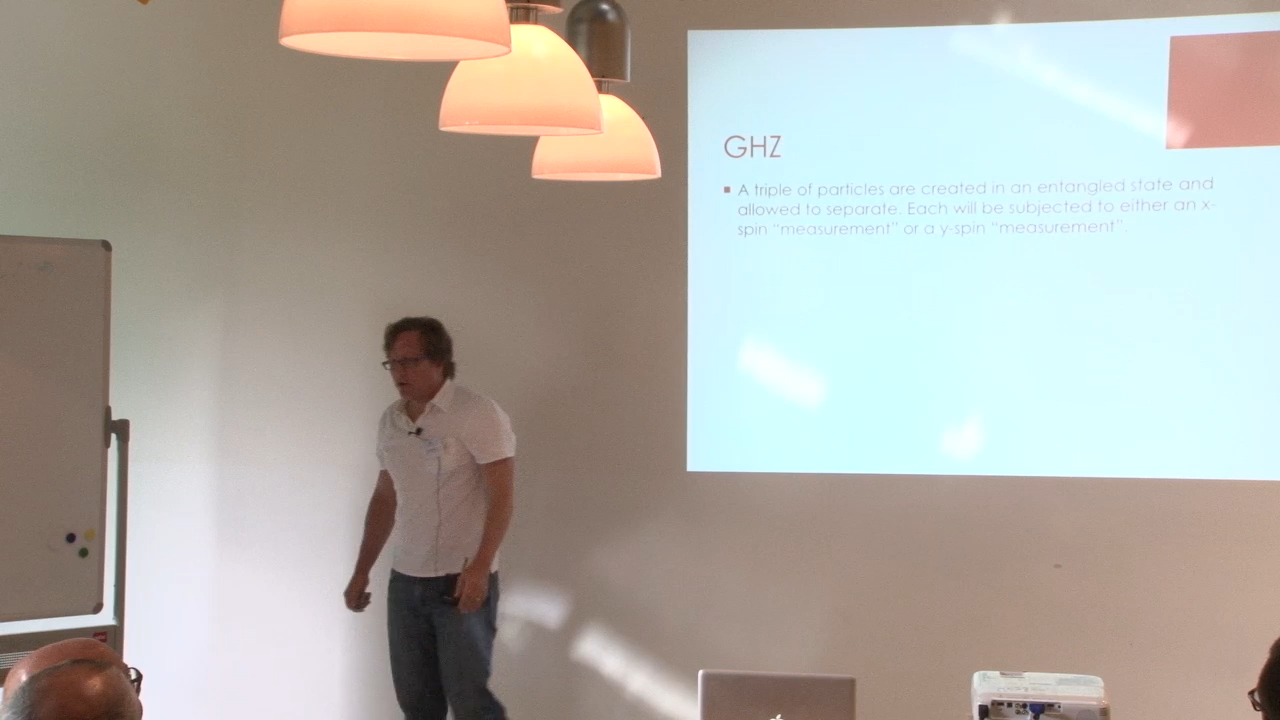 GHZ
A triple of particles are created in an entangled state and
allowed to separate. Each will be subjected to either an x-
spin “measurement” or a y-spin “measurement”.